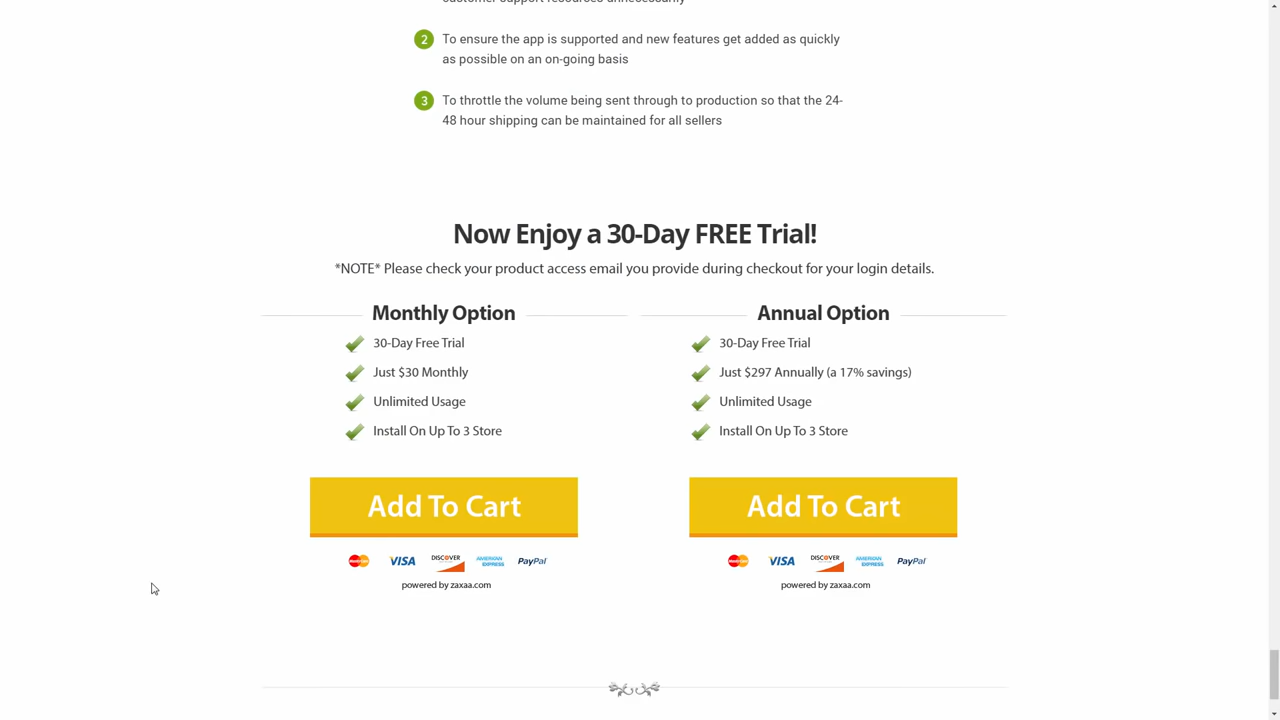 2
To ensure the app is supported and new features get added as quickly
as possible on an on-going basis
3
To throttle the volume being sent through to production so that the 24-
48 hour shipping can be maintained for all sellers
Now Enjoy a 30-Day FREE Trial!
*NOTE* Please check your product access email you provide during checkout for your login details.
Monthly Option
30-Day Free Trial
Just $30 Monthly
Unlimited Usage
Install On Up To 3 Store
Add To Cart
VISA DISCOVER AMERICAN EXPRESS PayPal
powered by zaxaa.com
Annual Option
30-Day Free Trial
Just $297 Annually (a 17% savings)
Unlimited Usage
Install On Up To 3 Store
Add To Cart
VISA DISCOVER AMERICAN EXPRESS PayPal
powered by zaxaa.com